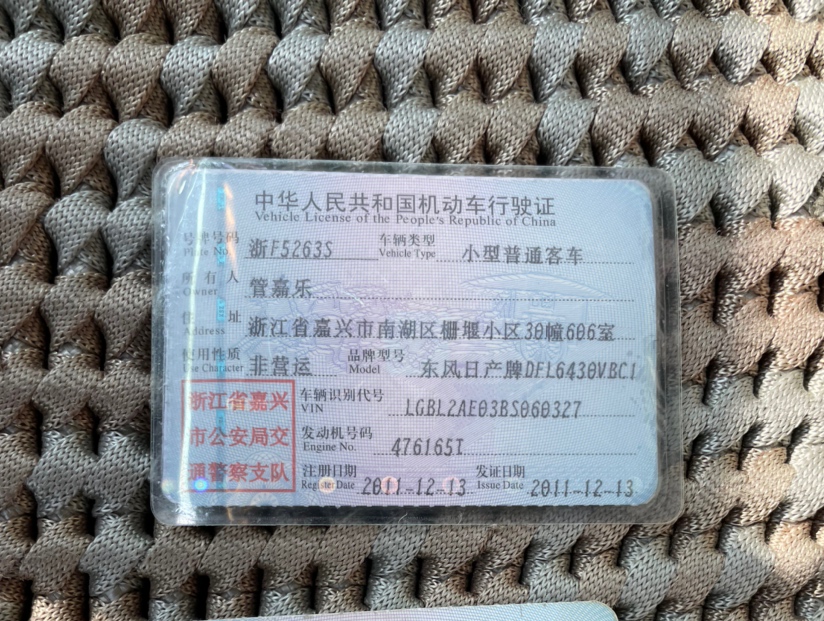 中华人民共和国机动车行驶证
Vehicle License of the People's Republic of China
号牌号码 Plate No. 浙F5263S 车辆类型 Vehicle Type 小型普通客车
所有人 Owner 管嘉乐
住址 Address 浙江省嘉兴市南湖区栅堰小区30幢606室
使用性质 Use Character 非营运 品牌型号 Model 东风日产牌DFL6430VBC1
浙江省嘉兴
市公安局交
通警察支队
车辆识别代号 VIN LGBL2AE03BS060327
发动机号码 Engine No. 476165T
注册日期 Register Date 2011-12-13 发证日期 Issue Date 2011-12-13